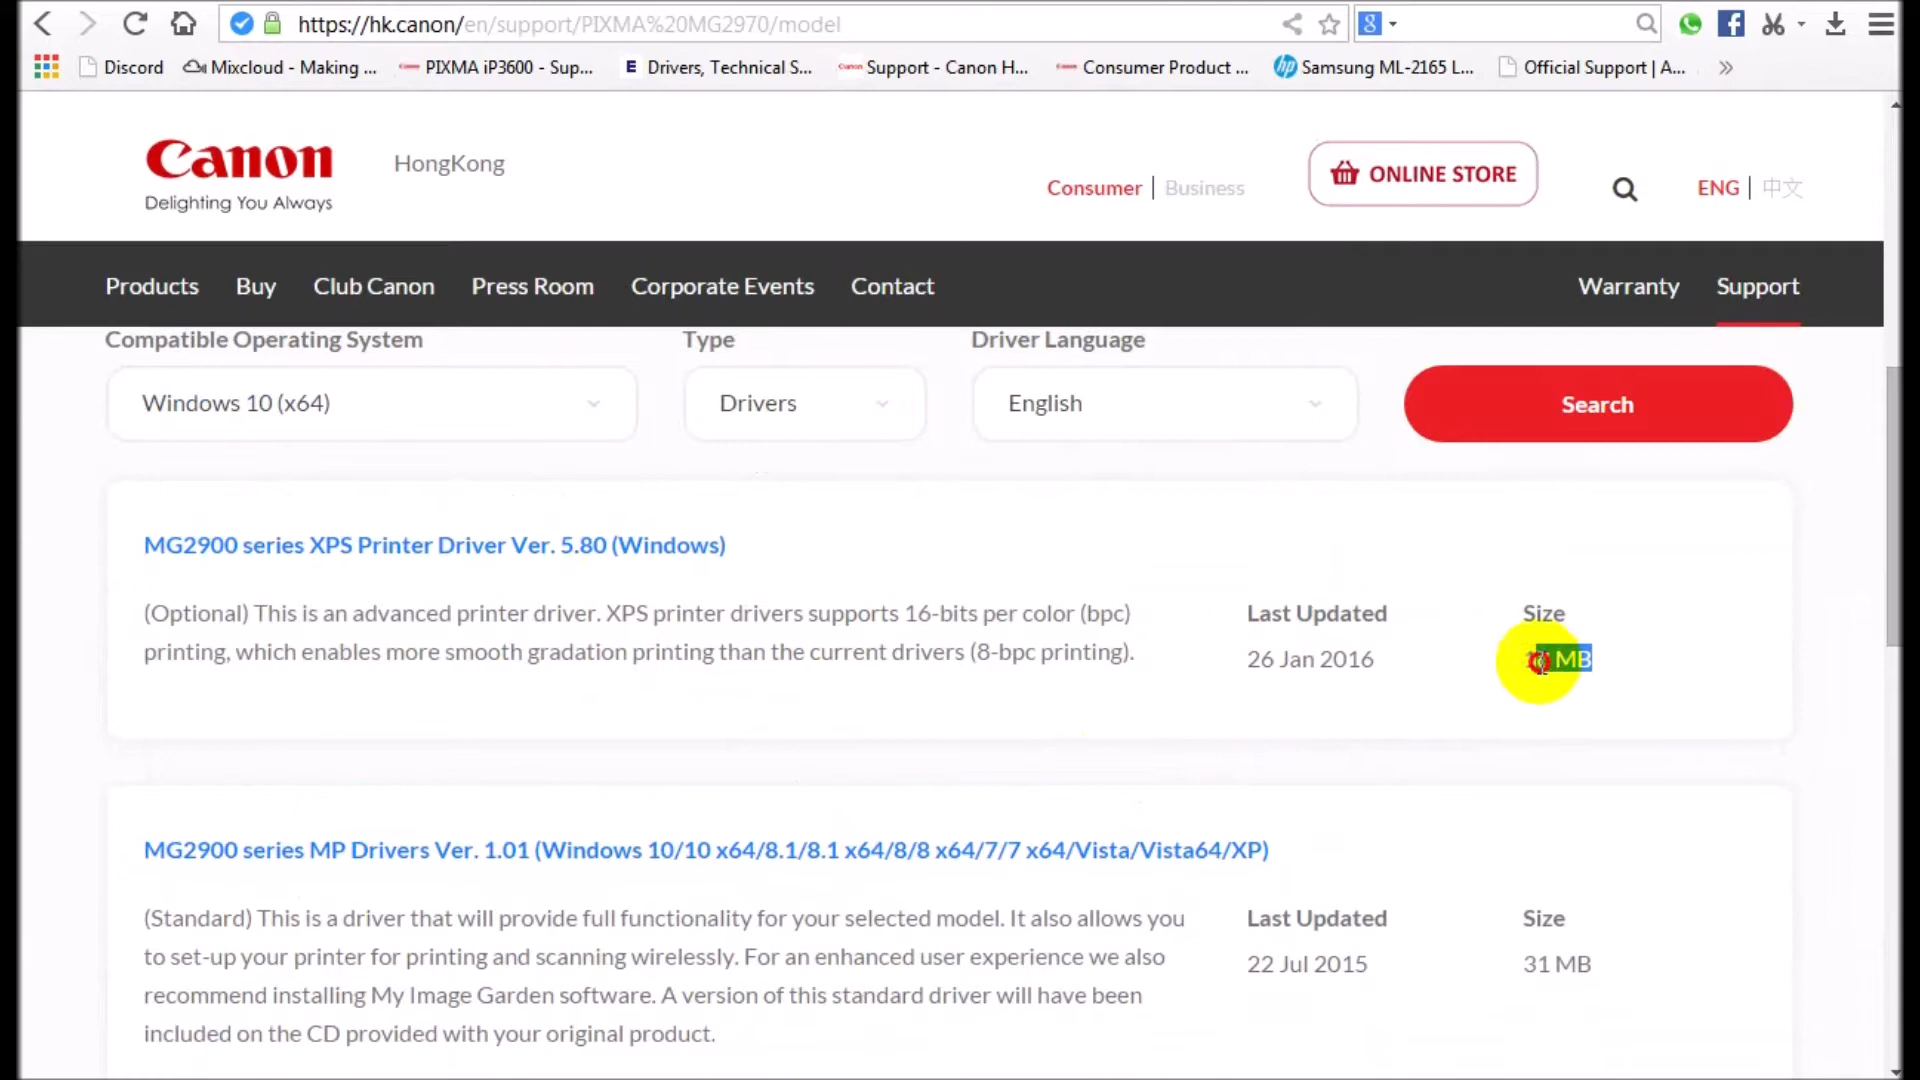 https://hk.canon/en/support/PIXMA%20MG2970/model
Discord Mixcloud - Making ... PIXMA iP3600 - Sup... E Drivers, Technical S... Canon Support - Canon H... Consumer Product ... hp Samsung ML-2165 L... Official Support | A... »
Canon HongKong
Delighting You Always
Consumer | Business ONLINE STORE ENG | 中文
Products Buy Club Canon Press Room Corporate Events Contact Warranty Support
Compatible Operating System Type Driver Language
Windows 10 (x64) Drivers English Search
MG2900 series XPS Printer Driver Ver. 5.80 (Windows)
(Optional) This is an advanced printer driver. XPS printer drivers supports 16-bits per color (bpc) Last Updated Size
printing, which enables more smooth gradation printing than the current drivers (8-bpc printing). 26 Jan 2016 MB
MG2900 series MP Drivers Ver. 1.01 (Windows 10/10 x64/8.1/8.1 x64/8/8 x64/7/7 x64/Vista/Vista64/XP)
(Standard) This is a driver that will provide full functionality for your selected model. It also allows you Last Updated Size
to set-up your printer for printing and scanning wirelessly. For an enhanced user experience we also 22 Jul 2015 31 MB
recommend installing My Image Garden software. A version of this standard driver will have been
included on the CD provided with your original product.